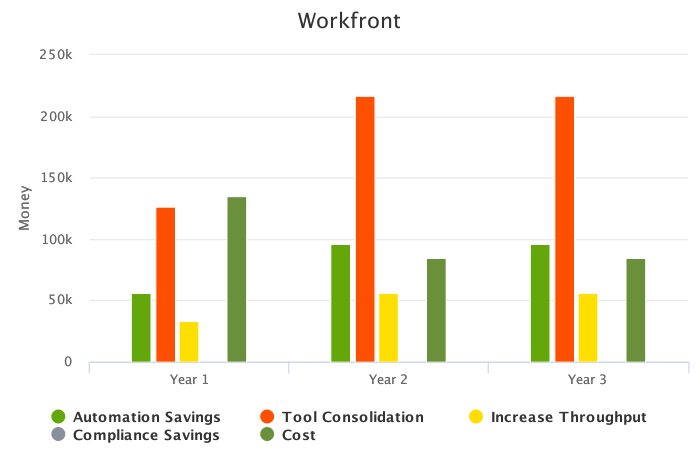 Workfront
250k
200k
150k
100k
50k
0
Money
Year 1 Year 2 Year 3
Automation Savings Tool Consolidation Increase Throughput
Compliance Savings Cost